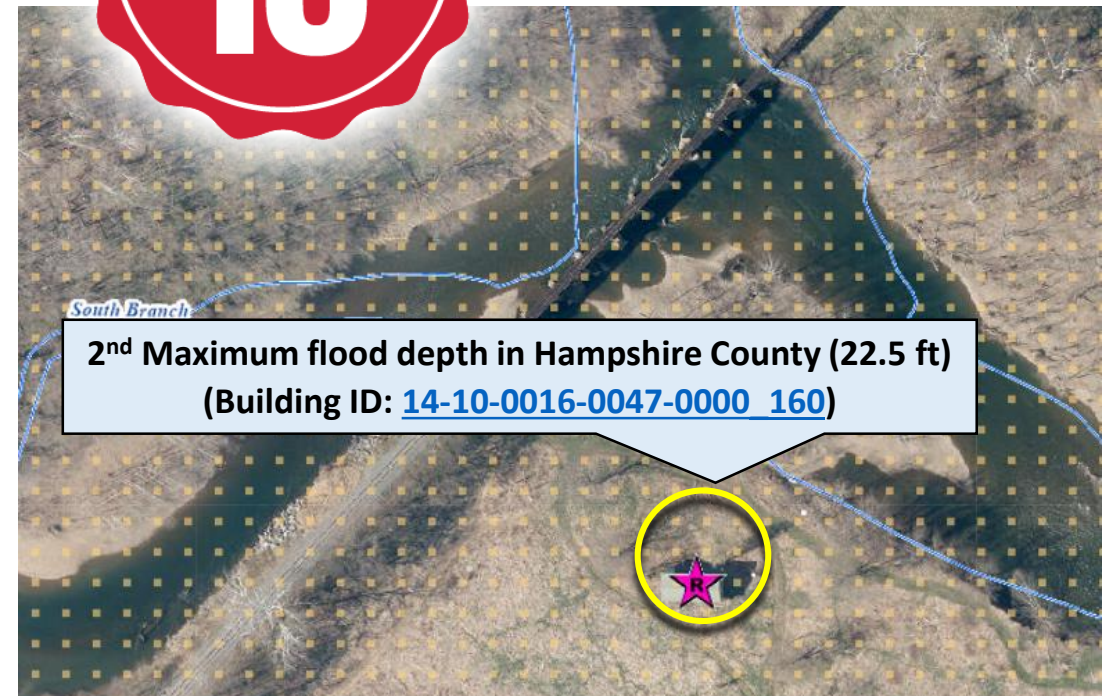 10
South Branch
2nd Maximum flood depth in Hampshire County (22.5 ft)
(Building ID: 14-10-0016-0047-0000_160)
R